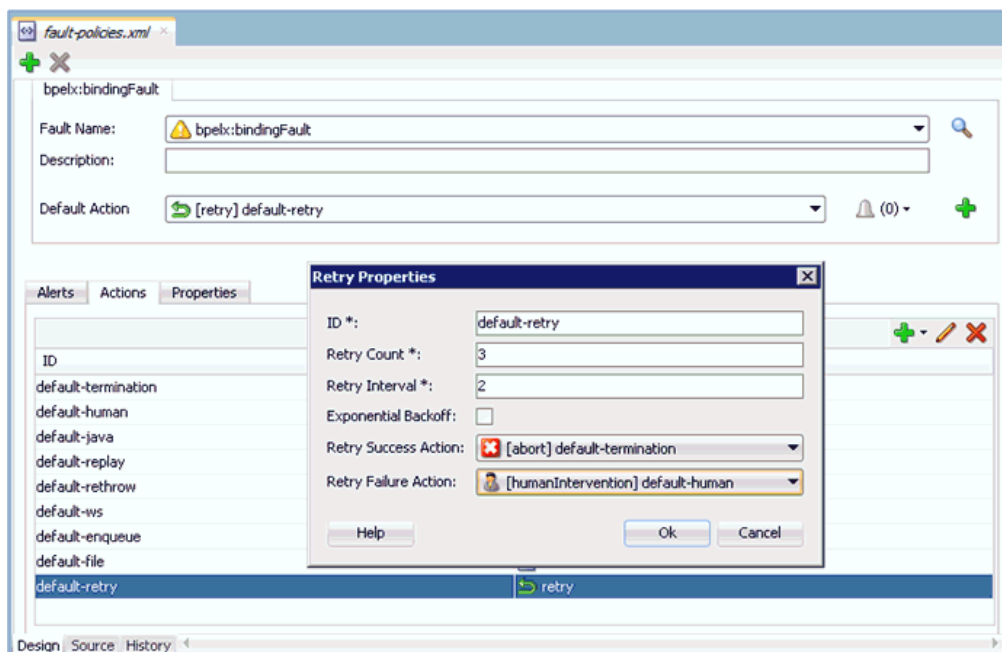 fault-policies.xml
bpelx:bindingFault
Fault Name: bpelx:bindingFault
Description:
Default Action [retry] default-retry (0)
Alerts Actions Properties
ID
default-termination
default-human
default-java
default-replay
default-rethrow
default-ws
default-enqueue
default-file
default-retry retry
Retry Properties
ID *: default-retry
Retry Count *: 3
Retry Interval *: 2
Exponential Backoff:
Retry Success Action: [abort] default-termination
Retry Failure Action: [humanIntervention] default-human
Help Ok Cancel
Design Source History